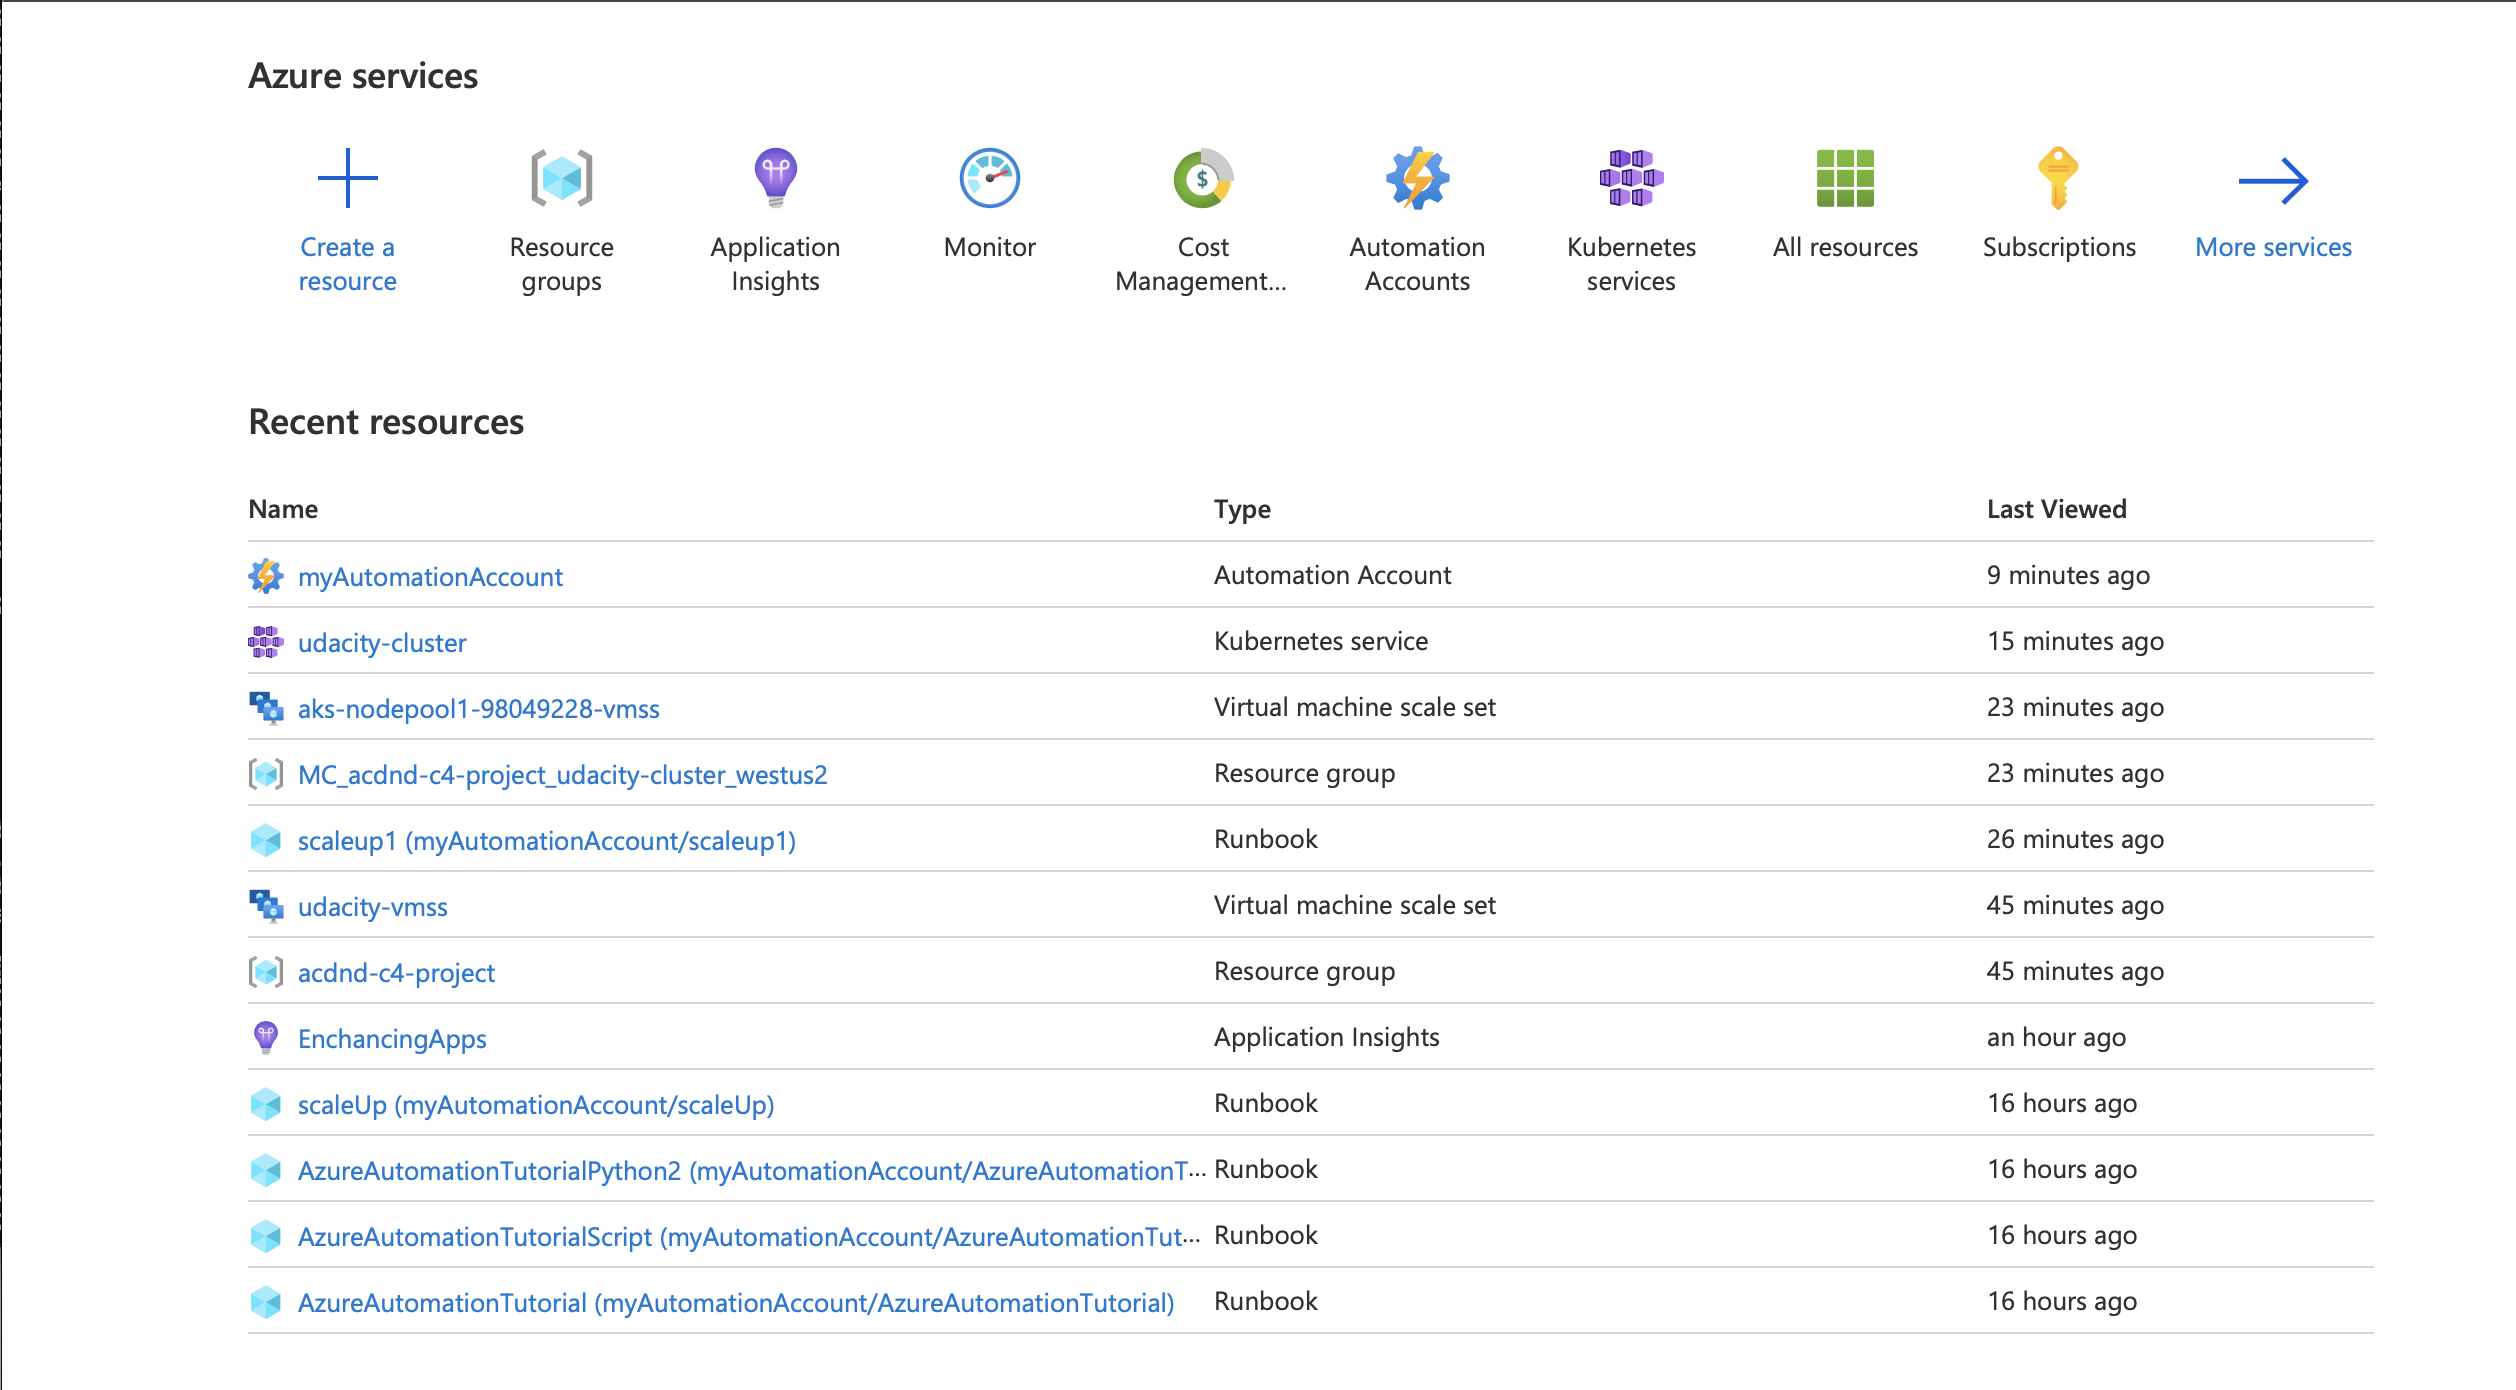 Azure services
Create a resource
Resource groups
Application Insights
Monitor
Cost Management...
Automation Accounts
Kubernetes services
All resources
Subscriptions
More services
Recent resources
Name Type Last Viewed
myAutomationAccount Automation Account 9 minutes ago
udacity-cluster Kubernetes service 15 minutes ago
aks-nodepool1-98049228-vmss Virtual machine scale set 23 minutes ago
MC_acdnd-c4-project_udacity-cluster_westus2 Resource group 23 minutes ago
scaleup1 (myAutomationAccount/scaleup1) Runbook 26 minutes ago
udacity-vmss Virtual machine scale set 45 minutes ago
acdnd-c4-project Resource group 45 minutes ago
EnchancingApps Application Insights an hour ago
scaleUp (myAutomationAccount/scaleUp) Runbook 16 hours ago
AzureAutomationTutorialPython2 (myAutomationAccount/AzureAutomationT... Runbook 16 hours ago
AzureAutomationTutorialScript (myAutomationAccount/AzureAutomationTut... Runbook 16 hours ago
AzureAutomationTutorial (myAutomationAccount/AzureAutomationTutorial) Runbook 16 hours ago